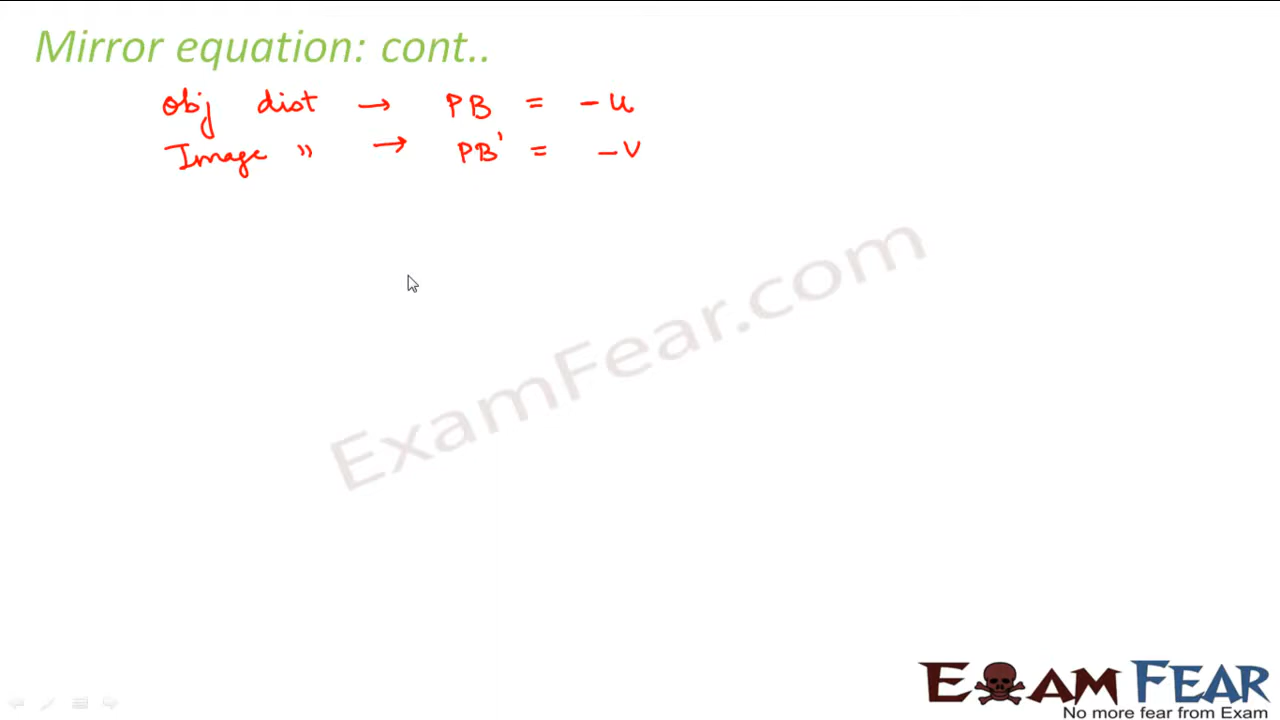 Mirror equation: cont..
Obj dist → PB = -u
Image " → PB' = -v
ExamFear.com
EXAM FEAR
No more fear from Exam